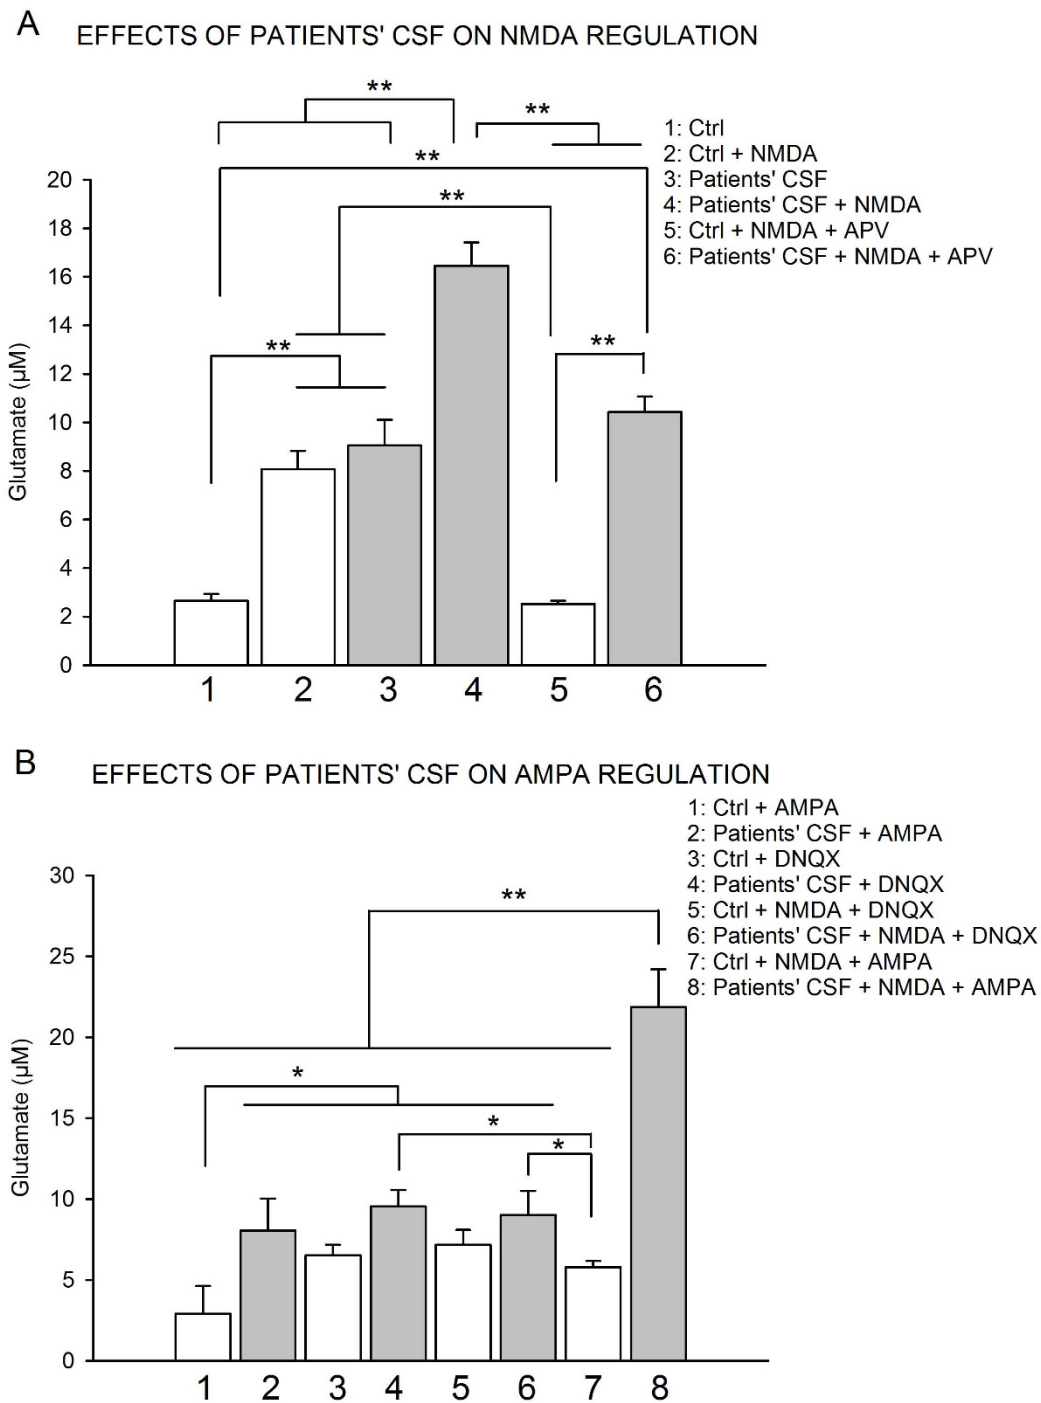 A
EFFECTS OF PATIENTS' CSF ON NMDA REGULATION
**
**
**
**
**
**
1: Ctrl
2: Ctrl + NMDA
3: Patients' CSF
4: Patients' CSF + NMDA
5: Ctrl + NMDA + APV
6: Patients' CSF + NMDA + APV
Glutamate (µM)
20
18
16
14
12
10
8
6
4
2
0
1 2 3 4 5 6
B
EFFECTS OF PATIENTS' CSF ON AMPA REGULATION
1: Ctrl + AMPA
2: Patients' CSF + AMPA
3: Ctrl + DNQX
4: Patients' CSF + DNQX
5: Ctrl + NMDA + DNQX
6: Patients' CSF + NMDA + DNQX
7: Ctrl + NMDA + AMPA
8: Patients' CSF + NMDA + AMPA
**
*
*
*
Glutamate (µM)
30
25
20
15
10
5
0
1 2 3 4 5 6 7 8